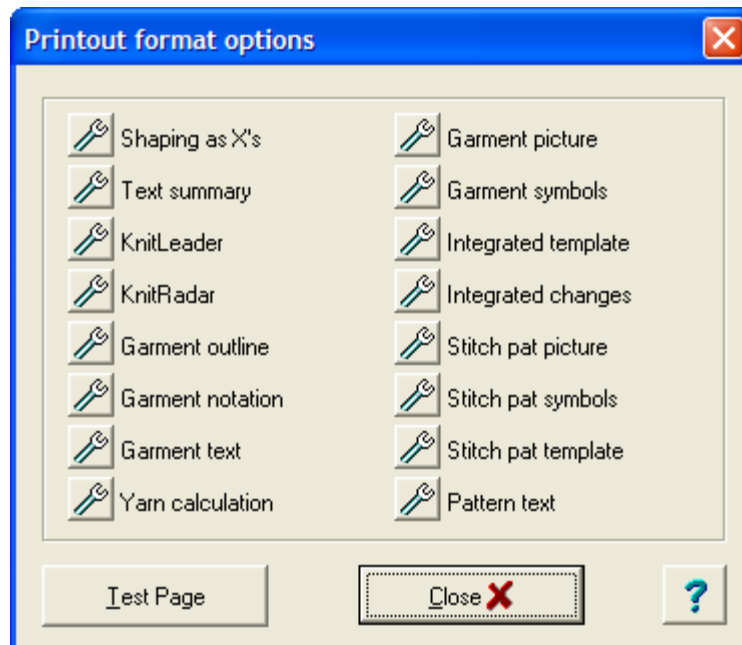 Printout format options
Shaping as X's
Text summary
KnitLeader
KnitRadar
Garment outline
Garment notation
Garment text
Yarn calculation
Garment picture
Garment symbols
Integrated template
Integrated changes
Stitch pat picture
Stitch pat symbols
Stitch pat template
Pattern text
Test Page
Close
?